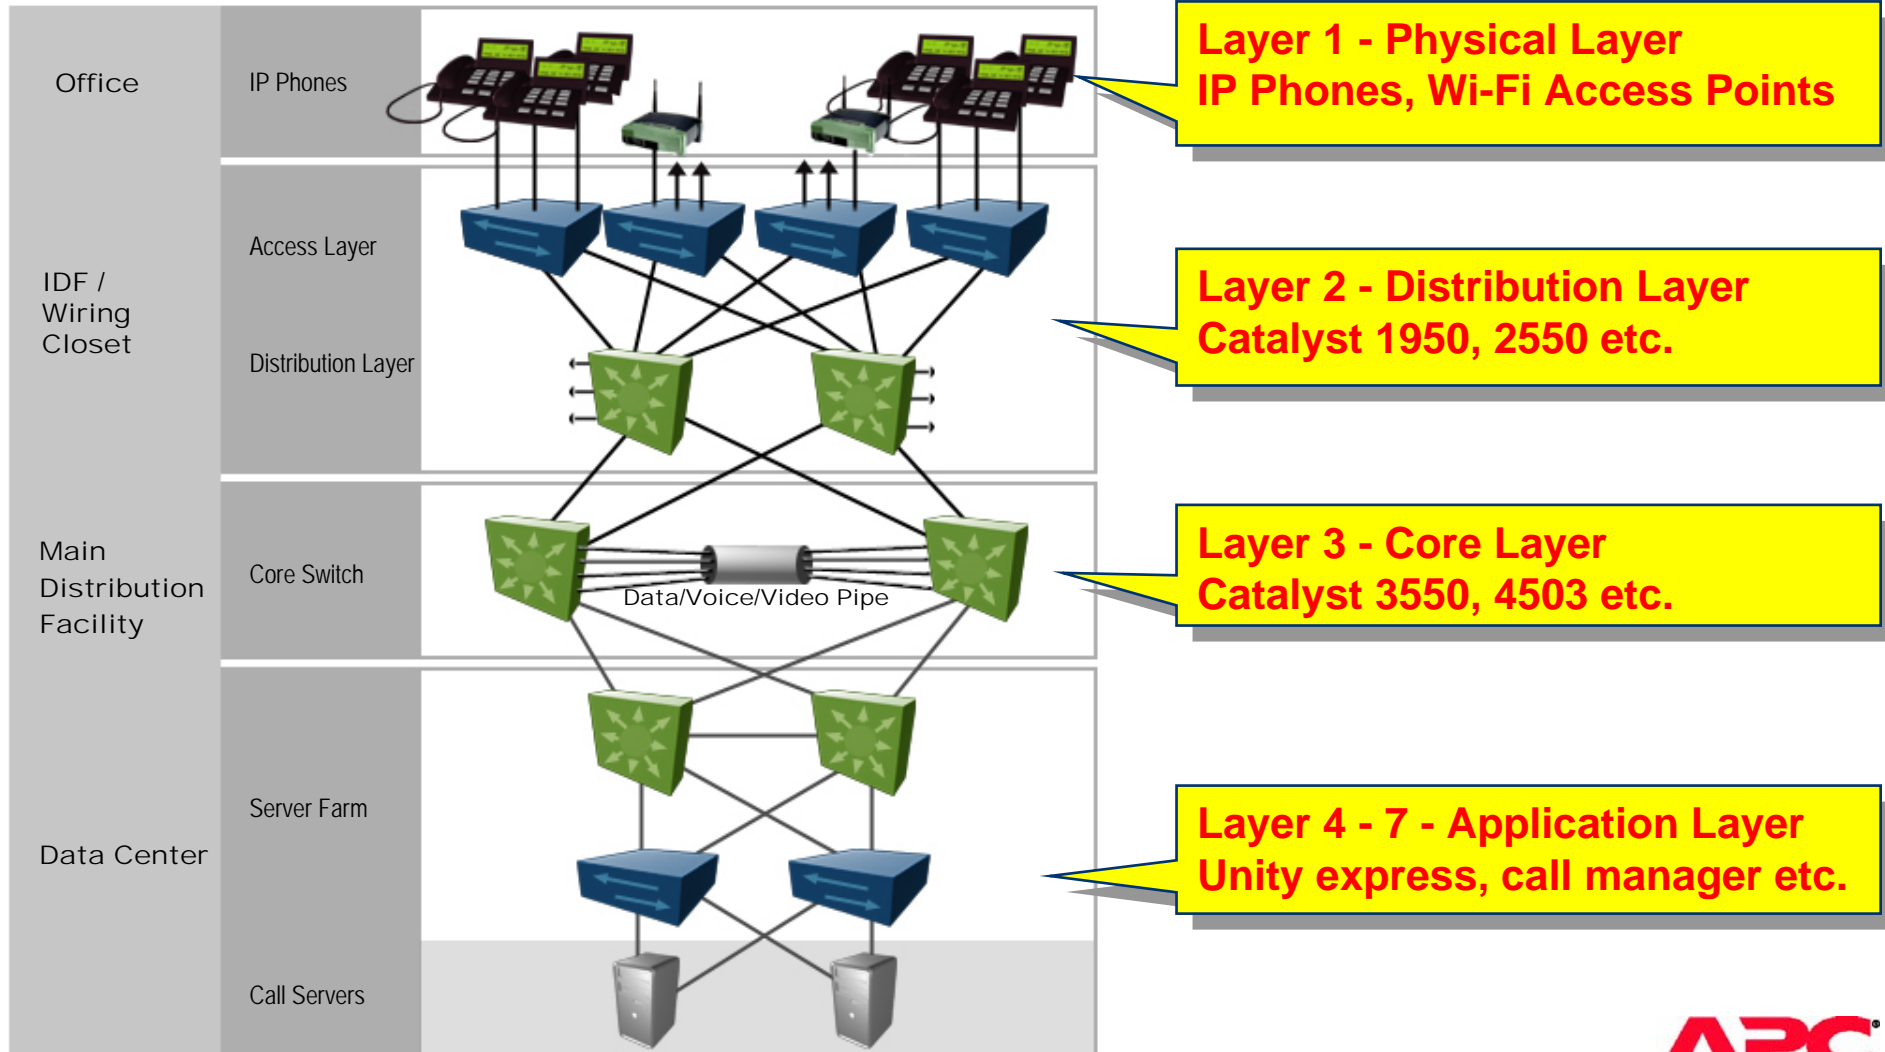 Office
IP Phones
Layer 1 - Physical Layer
IP Phones, Wi-Fi Access Points
IDF /
Wiring
Closet
Access Layer
Distribution Layer
Layer 2 - Distribution Layer
Catalyst 1950, 2550 etc.
Main
Distribution
Facility
Core Switch
Data/Voice/Video Pipe
Layer 3 - Core Layer
Catalyst 3550, 4503 etc.
Data Center
Server Farm
Call Servers
Layer 4 - 7 - Application Layer
Unity express, call manager etc.
APC